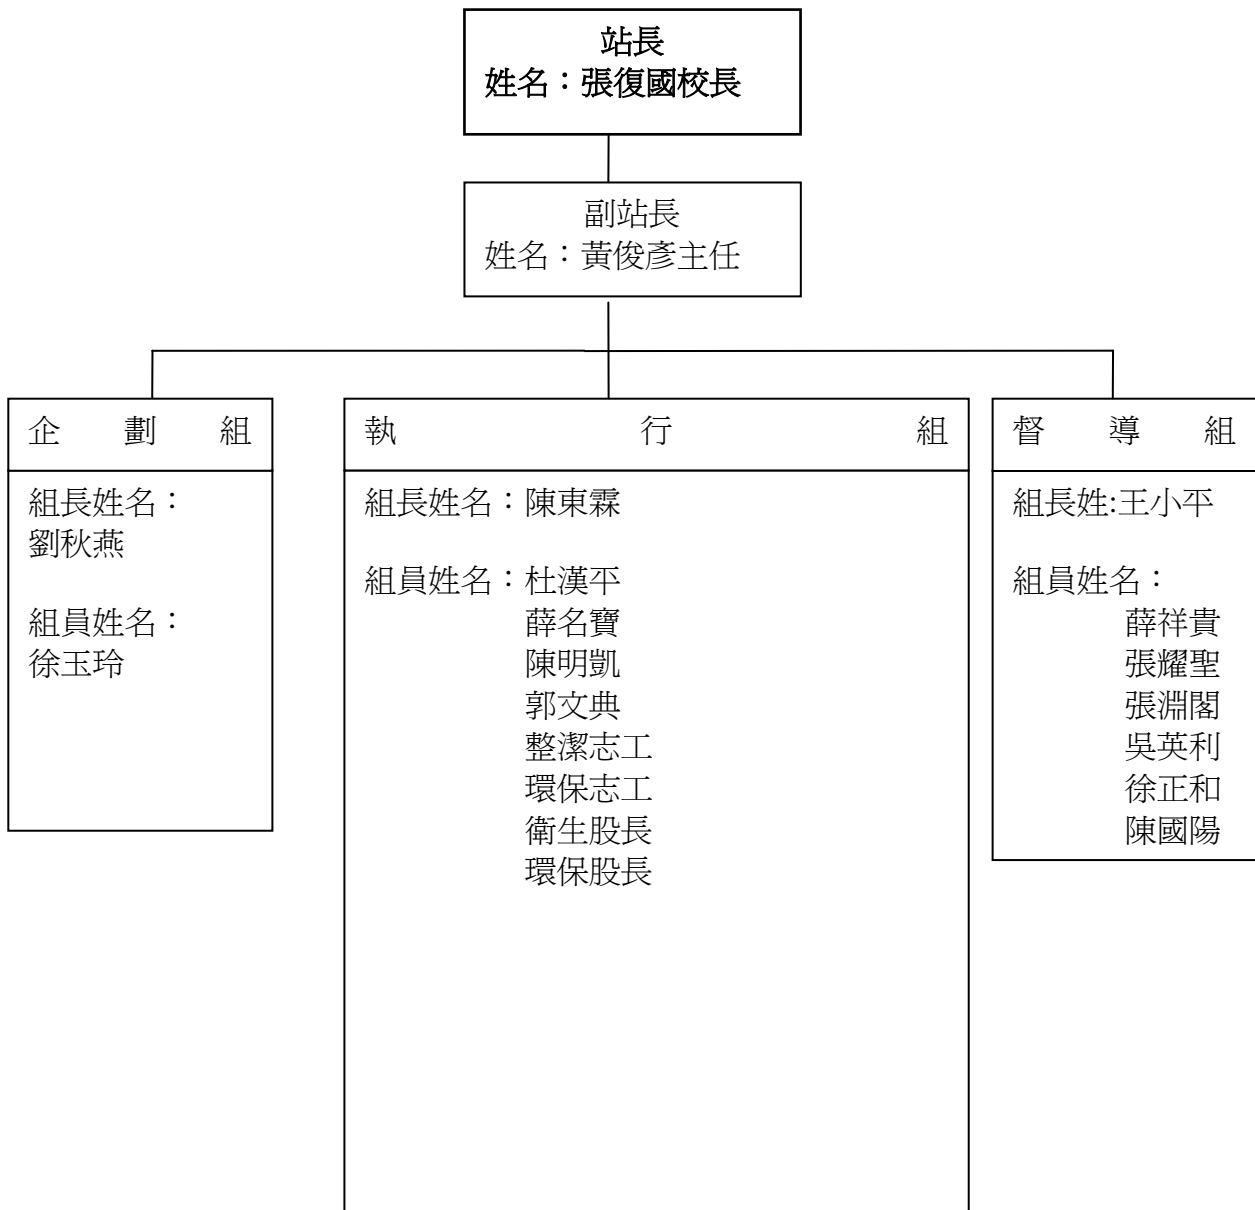 站長
姓名：張復國校長
副站長
姓名：黃俊彥主任
企劃組
組長姓名：
劉秋燕
組員姓名：
徐玉玲
執行組
組長姓名：陳東霖
組員姓名：杜漢平
薛名寶
陳明凱
郭文典
整潔志工
環保志工
衛生股長
環保股長
督導組
組長姓:王小平
組員姓名：
薛祥貴
張耀聖
張淵閣
吳英利
徐正和
陳國陽